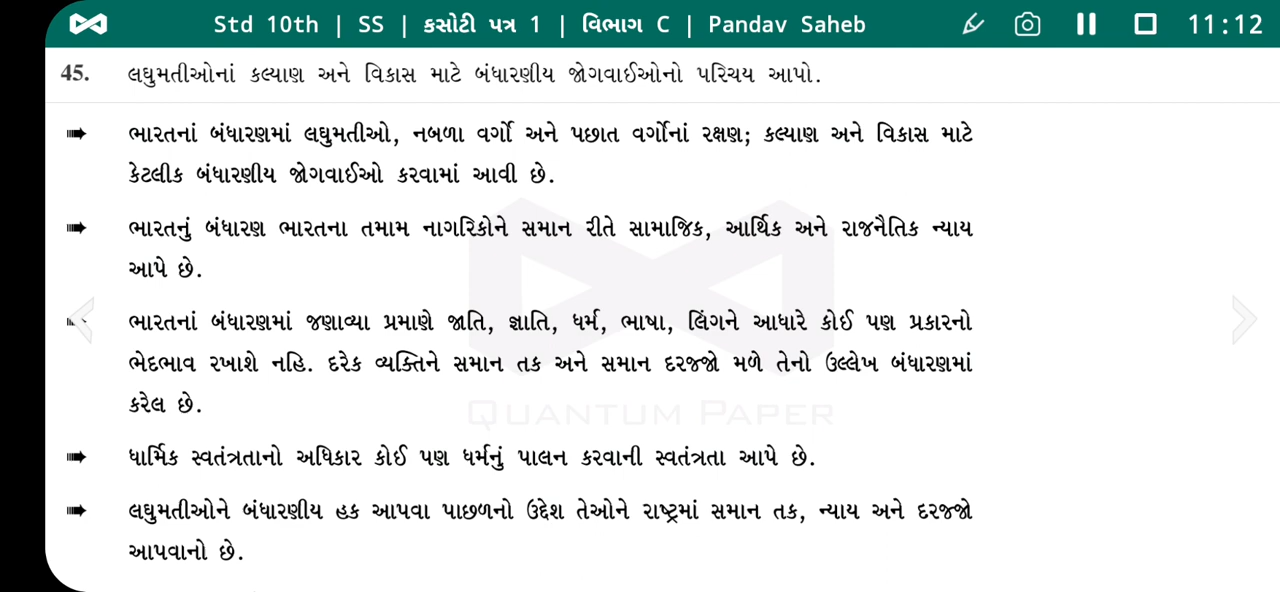 Std 10th | SS | કસોટી પત્ર 1 | વિભાગ C | Pandav Saheb
11:12
45. લઘુમતીઓનાં કલ્યાણ અને વિકાસ માટે બંધારણીય જોગવાઈઓનો પરિચય આપો.
ભારતનાં બંધારણમાં લઘુમતીઓ, નબળા વર્ગો અને પછાત વર્ગોનાં રક્ષણ; કલ્યાણ અને વિકાસ માટે
કેટલીક બંધારણીય જોગવાઈઓ કરવામાં આવી છે.
ભારતનું બંધારણ ભારતના તમામ નાગરિકોને સમાન રીતે સામાજિક, આર્થિક અને રાજનૈતિક ન્યાય
આપે છે.
ભારતનાં બંધારણમાં જણાવ્યા પ્રમાણે જાતિ, જ્ઞાતિ, ધર્મ, ભાષા, લિંગને આધારે કોઈ પણ પ્રકારનો
ભેદભાવ રખાશે નહિ. દરેક વ્યક્તિને સમાન તક અને સમાન દરજ્જો મળે તેનો ઉલ્લેખ બંધારણમાં
કરેલ છે.
QUANTUM PAPER
ધાર્મિક સ્વતંત્રતાનો અધિકાર કોઈ પણ ધર્મનું પાલન કરવાની સ્વતંત્રતા આપે છે.
લઘુમતીઓને બંધારણીય હક આપવા પાછળનો ઉદ્દેશ તેઓને રાષ્ટ્રમાં સમાન તક, ન્યાય અને દરજ્જો
આપવાનો છે.